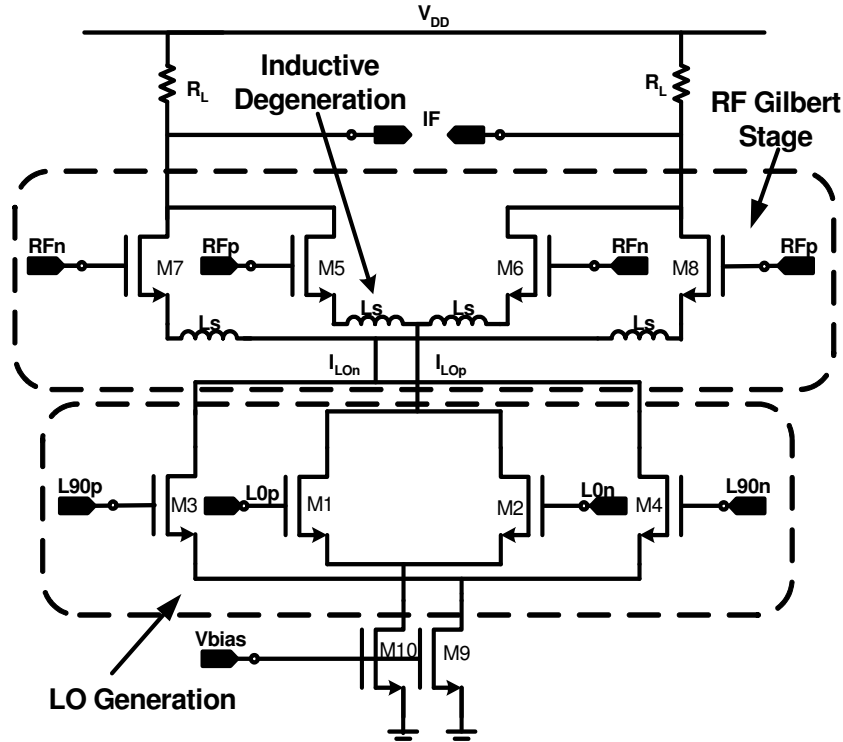 VDD
RL
Inductive
Degeneration
RL
IF
RF Gilbert
Stage
RFn
M7
RFp
M5
M6
RFn
M8
RFp
Ls
Ls
Ls
Ls
ILOn
ILOp
L90p
M3
L0p
M1
M2
L0n
M4
L90n
Vbias
M10
M9
LO Generation